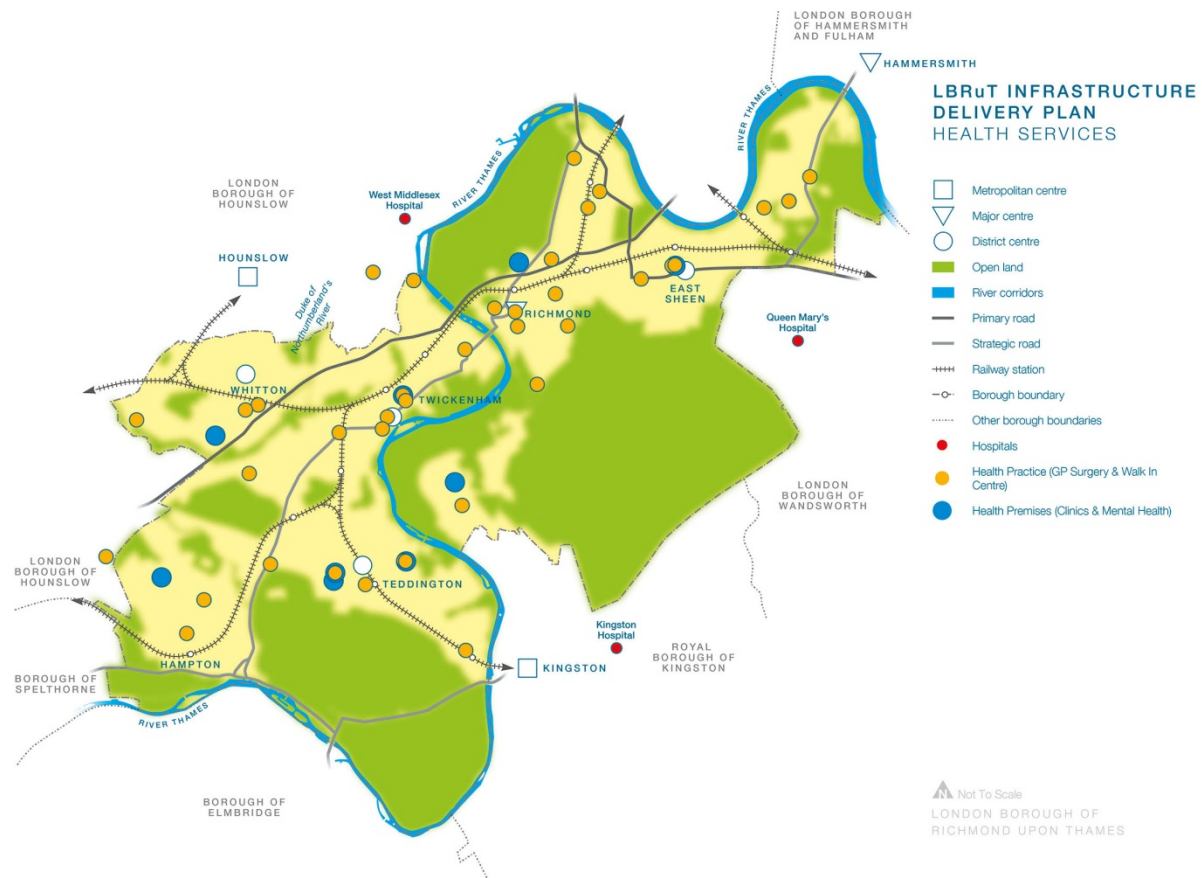 LONDON BOROUGH
OF HAMMERSMITH
AND FULHAM
HAMMERSMITH
LBRuT INFRASTRUCTURE
DELIVERY PLAN
HEALTH SERVICES
Metropolitan centre
Major centre
District centre
Open land
River corridors
Primary road
Strategic road
Railway station
Borough boundary
Other borough boundaries
Hospitals
Health Practice (GP Surgery & Walk In
Centre)
Health Premises (Clinics & Mental Health)
RIVER THAMES
RIVER THAMES
LONDON
BOROUGH OF
HOUNSLOW
West Middlesex
Hospital
HOUNSLOW
Duke of
Northumberland's
River
EAST
SHEEN
RICHMOND
Queen Mary's
Hospital
WHITTON
TWICKENHAM
LONDON
BOROUGH OF
WANDSWORTH
LONDON
BOROUGH OF
HOUNSLOW
TEDDINGTON
Kingston
Hospital
ROYAL
BOROUGH OF
KINGSTON
HAMPTON
KINGSTON
BOROUGH OF
SPELTHORNE
RIVER THAMES
BOROUGH OF
ELMBRIDGE
N Not To Scale
LONDON BOROUGH OF
RICHMOND UPON THAMES